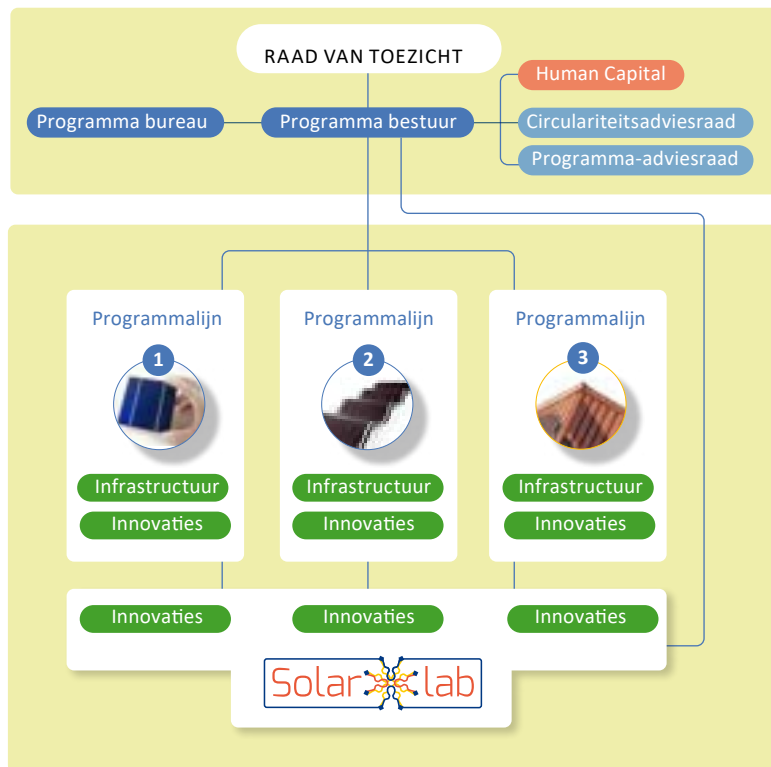 RAAD VAN TOEZICHT
Human Capital
Programma bureau
Programma bestuur
Circulariteitsadviesraad
Programma-adviesraad
Programmalijn
1
Infrastructuur
Innovaties
Programmalijn
2
Infrastructuur
Innovaties
Programmalijn
3
Infrastructuur
Innovaties
Innovaties
Innovaties
Innovaties
Solar lab